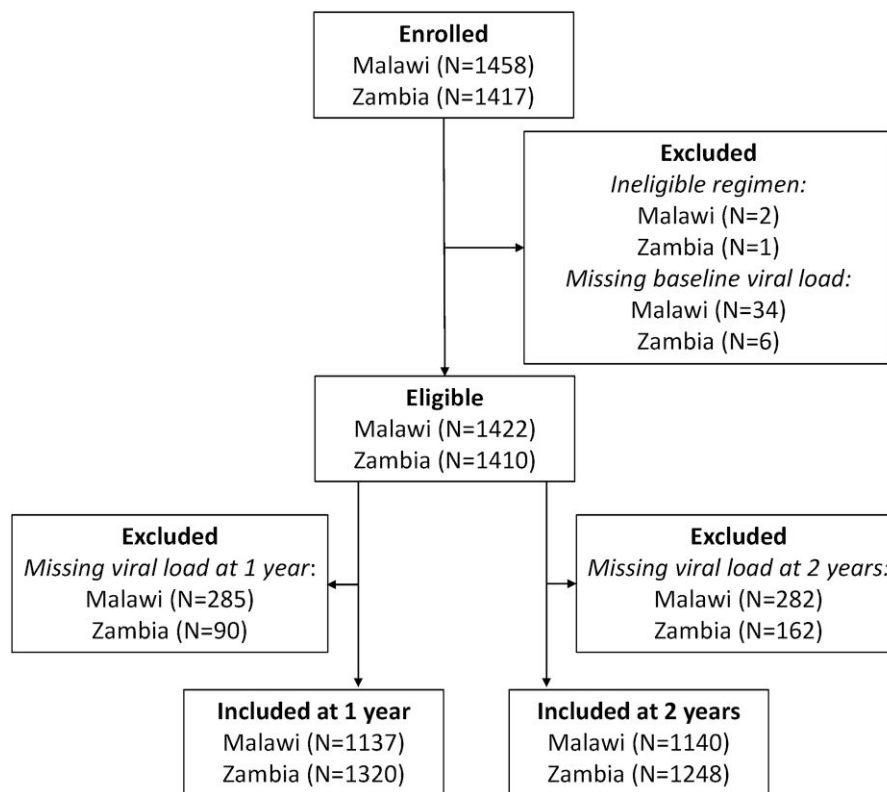 Enrolled
Malawi (N=1458)
Zambia (N=1417)
Excluded
Ineligible regimen:
Malawi (N=2)
Zambia (N=1)
Missing baseline viral load:
Malawi (N=34)
Zambia (N=6)
Eligible
Malawi (N=1422)
Zambia (N=1410)
Excluded
Missing viral load at 1 year:
Malawi (N=285)
Zambia (N=90)
Excluded
Missing viral load at 2 years:
Malawi (N=282)
Zambia (N=162)
Included at 1 year
Malawi (N=1137)
Zambia (N=1320)
Included at 2 years
Malawi (N=1140)
Zambia (N=1248)